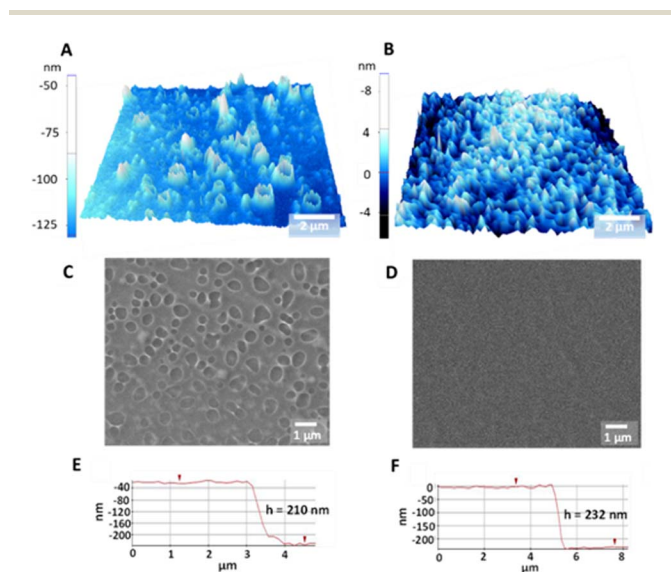 A
nm
-50
-75
-100
-125
2 µm
B
nm
-8
4
0
-4
2 µm
C
1 µm
D
1 µm
E
-40
-80
-120
-160
-200
nm
h = 210 nm
0 1 2 3 4
µm
F
0
-50
-100
-150
-200
nm
h = 232 nm
0 2 4 6 8
µm